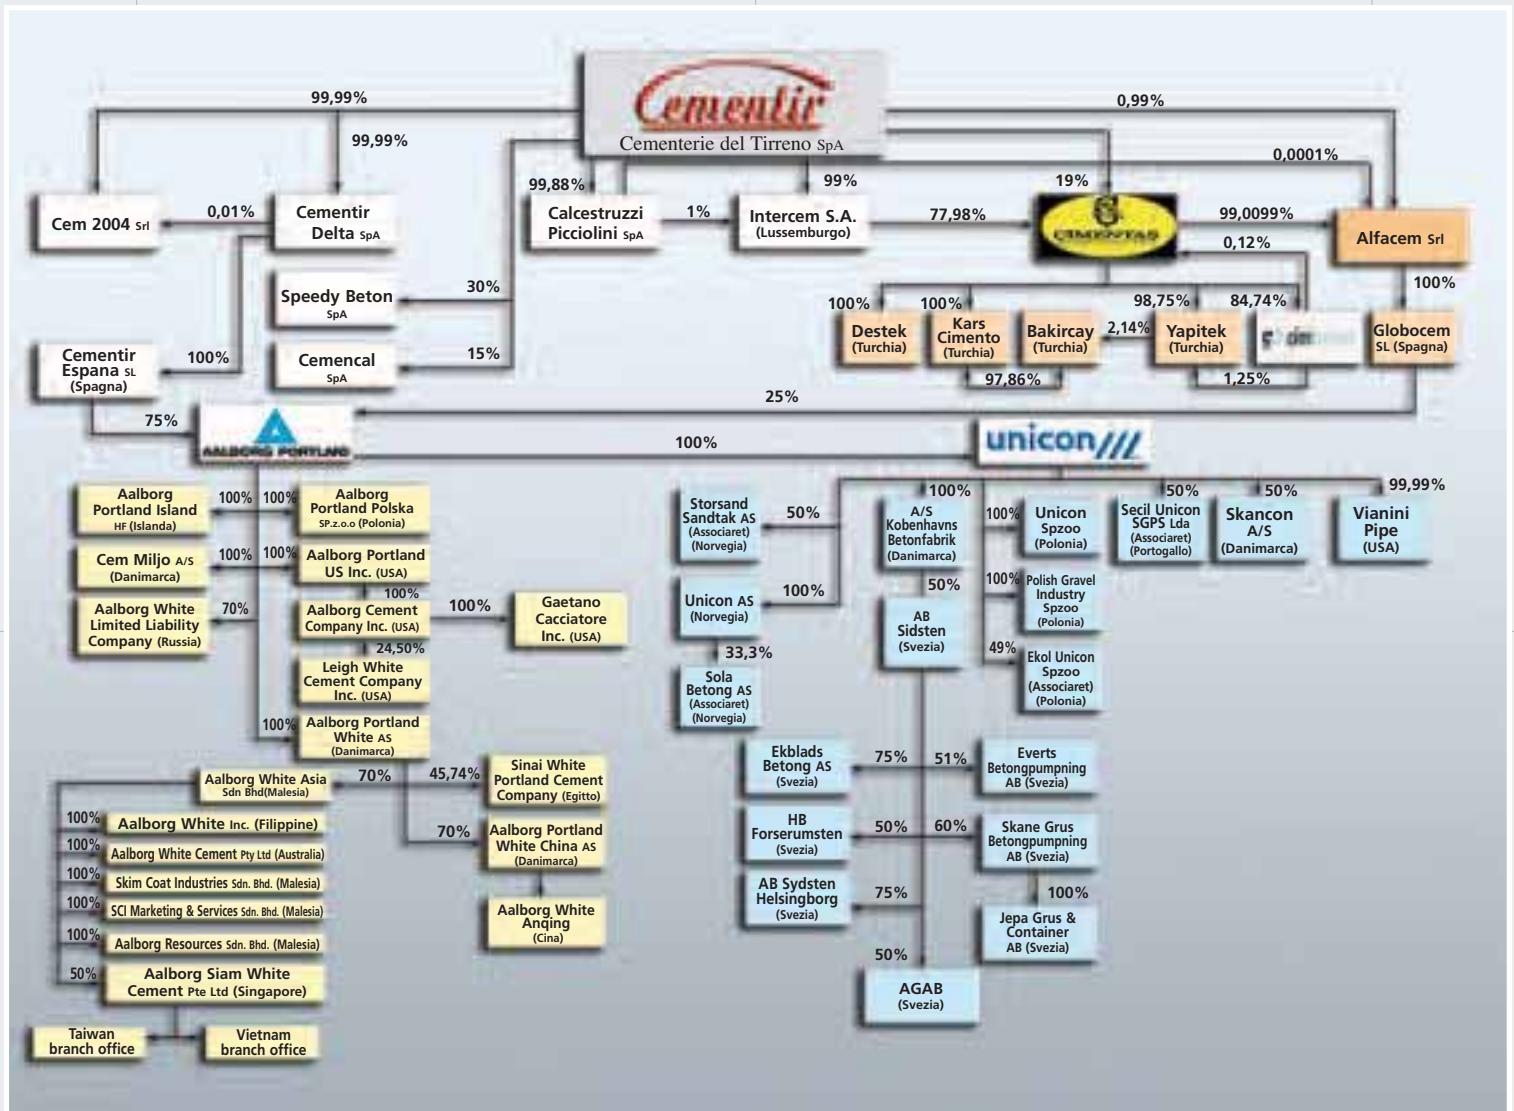 Cementir
Cementerie del Tirreno SpA
99,99%
0,99%
99,99%
0,0001%
99,88%
99%
19%
Cem 2004 Srl
0,01%
Cementir
Delta SpA
Calcestruzzi
Picciolini SpA
1%
Intercem S.A.
(Lussemburgo)
77,98%
CIMENTAS
99,0099%
0,12%
Alfacem Srl
100%
Speedy Beton
SpA
30%
Cemencal
SpA
15%
100%
100%
98,75%
84,74%
Destek
(Turchia)
Kars
Cimento
(Turchia)
Bakircay
(Turchia)
2,14%
Yapitek
(Turchia)
Globocem
SL (Spagna)
97,86%
1,25%
Cementir
Espana SL
(Spagna)
100%
25%
75%
AALBORG PORTLAND
100%
unicon
Aalborg
Portland Island
HF (Islanda)
100%
100%
Aalborg
Portland Polska
SP.z.o.o (Polonia)
Cem Miljo A/S
(Danimarca)
100%
100%
Aalborg Portland
US Inc. (USA)
100%
Aalborg White
Limited Liability
Company (Russia)
70%
Aalborg Cement
Company Inc. (USA)
100%
Gaetano
Cacciatore
Inc. (USA)
24,50%
Leigh White
Cement Company
Inc. (USA)
100%
Aalborg Portland
White AS
(Danimarca)
Aalborg White Asia
Sdn Bhd(Malesia)
70%
45,74%
Sinai White
Portland Cement
Company (Egitto)
70%
Aalborg Portland
White China AS
(Danimarca)
Aalborg White
Anqing
(Cina)
100%
Aalborg White Inc. (Filippine)
100%
Aalborg White Cement Pty Ltd (Australia)
100%
Skim Coat Industries Sdn. Bhd. (Malesia)
100%
SCI Marketing & Services Sdn. Bhd. (Malesia)
100%
Aalborg Resources Sdn. Bhd. (Malesia)
50%
Aalborg Siam White
Cement Pte Ltd (Singapore)
Taiwan
branch office
Vietnam
branch office
Storsand
Sandtak AS
(Associaret)
(Norvegia)
50%
Unicon AS
(Norvegia)
100%
33,3%
Sola
Betong AS
(Associaret)
(Norvegia)
100%
A/S
Kobenhavns
Betonfabrik
(Danimarca)
50%
AB
Sidsten
(Svezia)
100%
Unicon
Spzoo
(Polonia)
100%
Polish Gravel
Industry
Spzoo
(Polonia)
49%
Ekol Unicon
Spzoo
(Associaret)
(Polonia)
50%
Secil Unicon
SGPS Lda
(Associaret)
(Portogallo)
50%
Skancon
A/S
(Danimarca)
99,99%
Vianini
Pipe
(USA)
Ekblads
Betong AS
(Svezia)
75%
51%
Everts
Betongpumpning
AB (Svezia)
HB
Forserumsten
(Svezia)
50%
60%
Skane Grus
Betongpumpning
AB (Svezia)
AB Sydsten
Helsingborg
(Svezia)
75%
100%
Jepa Grus &
Container
AB (Svezia)
50%
AGAB
(Svezia)